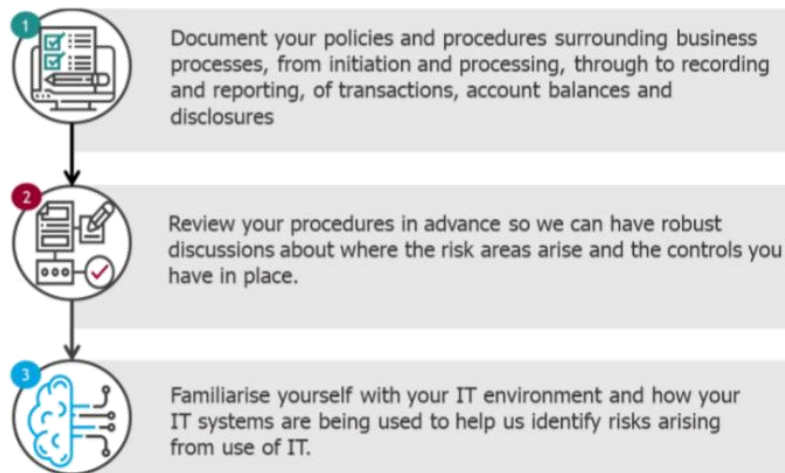 1
Document your policies and procedures surrounding business
processes, from initiation and processing, through to recording
and reporting, of transactions, account balances and
disclosures
2
Review your procedures in advance so we can have robust
discussions about where the risk areas arise and the controls you
have in place.
3
Familiarise yourself with your IT environment and how your
IT systems are being used to help us identify risks arising
from use of IT.